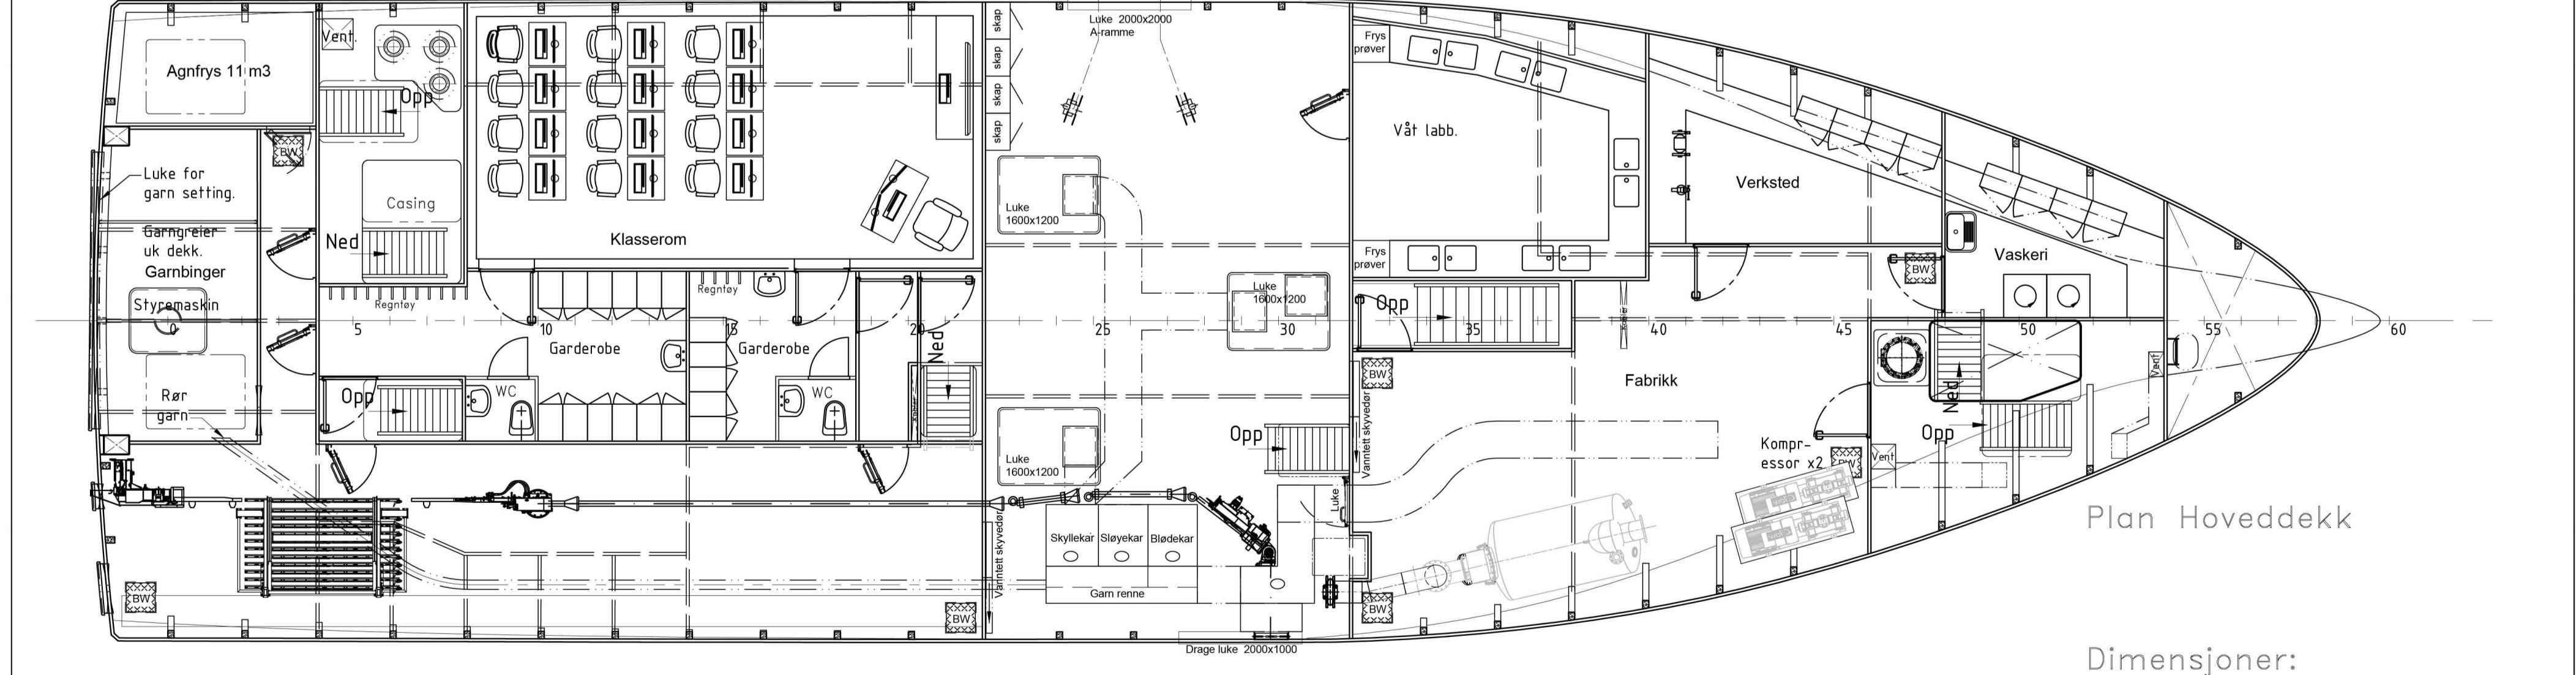 Agnfrys 11 m3
Vent.
Opp
BW
Luke for
garn setting.
Garngreier
uk dekk.
Garnbinger
Styremaskin
0
Rør
garn
Casing
Ned
Regntøy
5
Opp
WC
Klasserom
10
Garderobe
Regntøy
15
Garderobe
WC
20
Ned
skap
skap
skap
skap
Luke 2000x2000
A-ramme
Luke
1600x1200
Luke
1600x1200
25
30
Luke
1600x1200
Opp
Luke
Vanntett skyvedør
Vanntett skyvedør
Skyllekar
Sløyekar
Blødekar
Garn renne
Drage luke 2000x1000
BW
BW
Frys
prøver
Våt labb.
Frys
prøver
Opp
35
40
45
50
55
60
Verksted
BW
Vaskeri
BW
Fabrikk
Kompr-
essor x2
BW
Vent
Opp
Ned
Vent
BW
Plan Hoveddekk
Dimensjoner: